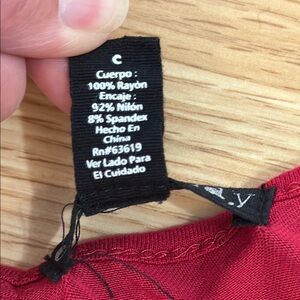 C
Cuerpo :
100% Rayón
Encaje :
92% Nilón
8% Spandex
Hecho En
China
Rn#63619
Ver Lado Para
El Cuidado